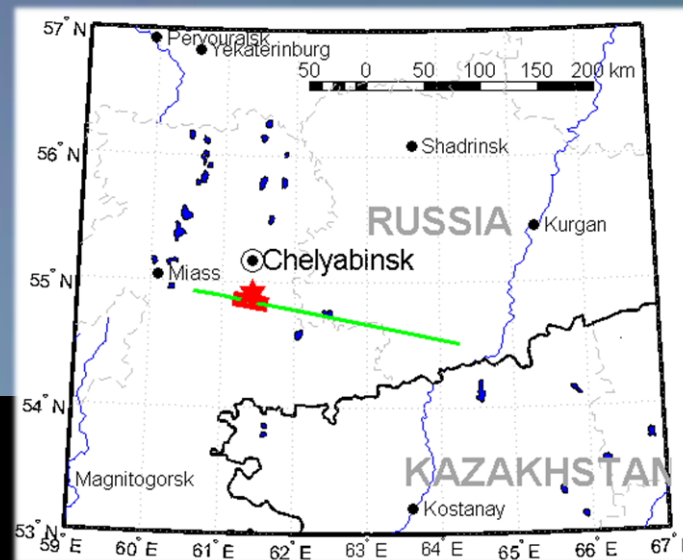 57° N
Pervouralsk
Yekaterinburg
50 0 50 100 150 200 km
56° N
Shadrinsk
RUSSIA
Kurgan
Chelyabinsk
55° N
Miass
54° N
KAZAKHSTAN
Magnitogorsk
Kostanay
53° N
59° E 60 E 61 E 62 E 63 E 64 E 65 E 66 E 67°